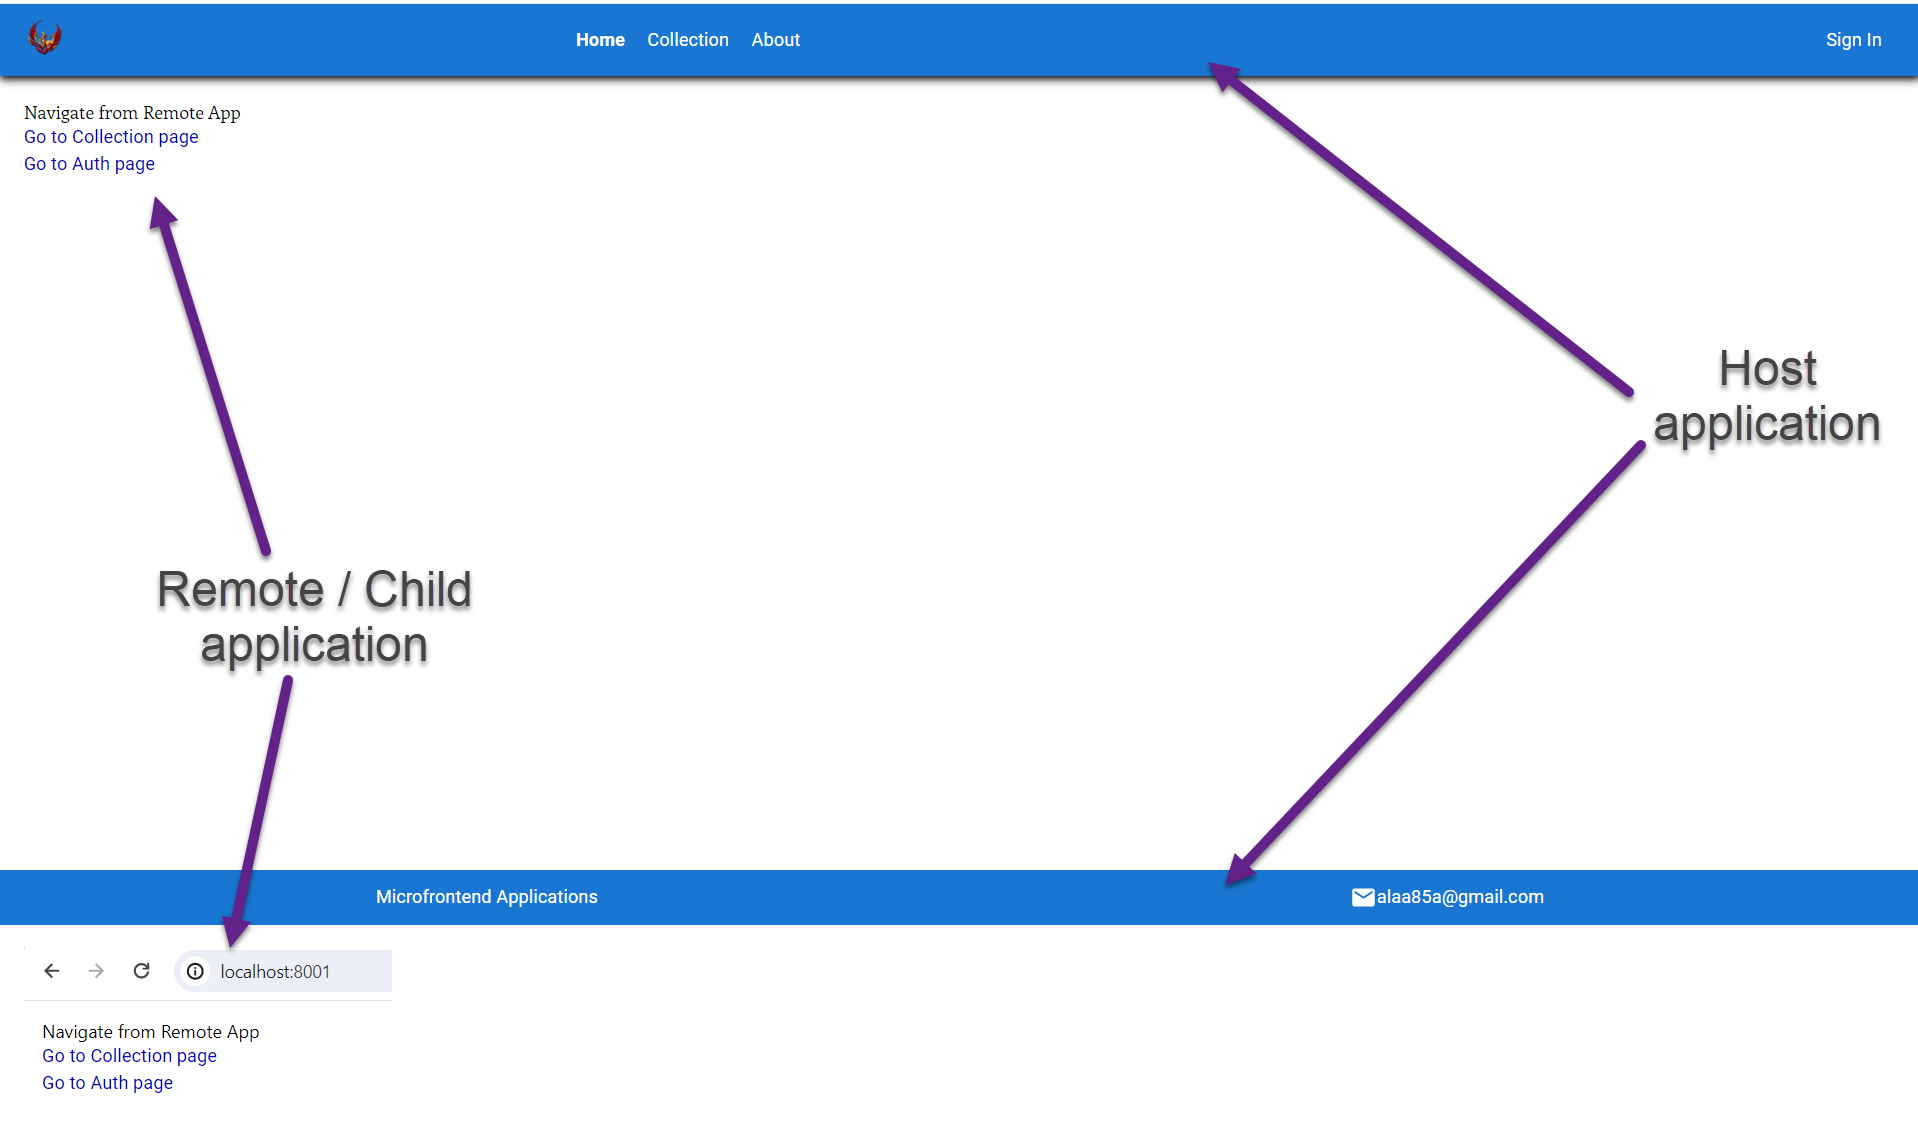 Home Collection About Sign In
Navigate from Remote App
Go to Collection page
Go to Auth page
Host
application
Remote / Child
application
Microfrontend Applications alaa85a@gmail.com
localhost:8001
Navigate from Remote App
Go to Collection page
Go to Auth page